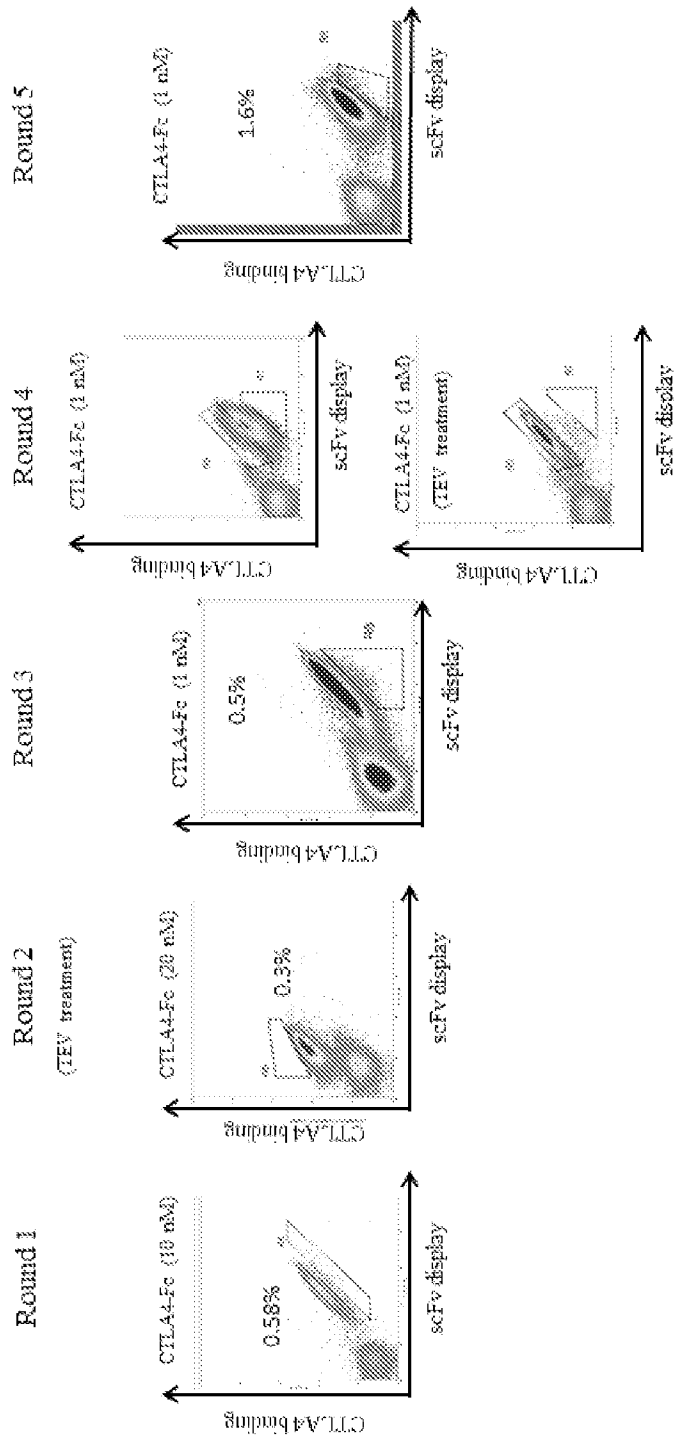 Round 1
CTLA4-Fc (10 nM)
0.58%
CTLA4 binding
scFv display
Round 2
(TEV treatment)
CTLA4-Fc (20 nM)
0.3%
CTLA4 binding
scFv display
Round 3
CTLA4-Fc (1 nM)
0.5%
CTLA4 binding
scFv display
Round 4
CTLA4-Fc (1 nM)
CTLA4 binding
scFv display
CTLA4-Fc (1 nM)
(TEV treatment)
CTLA4 binding
scFv display
Round 5
CTLA4-Fc (1 nM)
1.6%
CTLA4 binding
scFv display